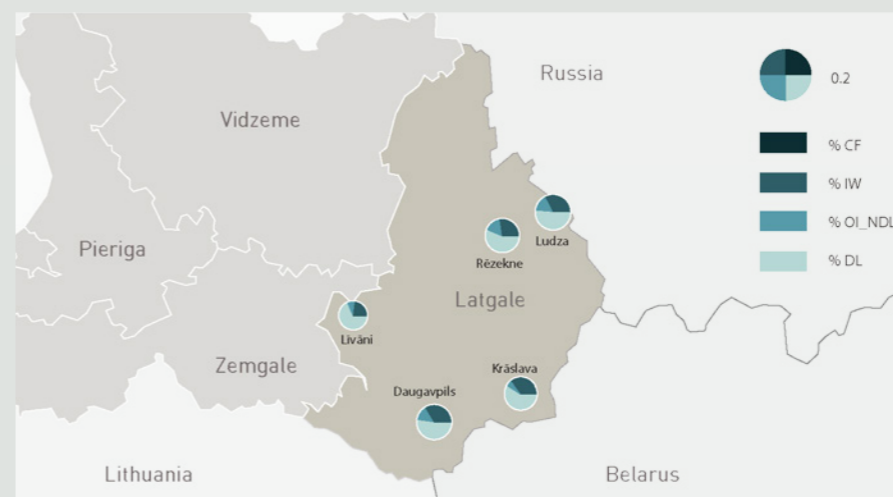 Russia
0.2
Vidzeme
% CF
% IW
% OI_NDL
% DL
Pieriga
Ludza
Rēzekne
Latgale
Līvāni
Zemgale
Krāslava
Daugavpils
Lithuania
Belarus